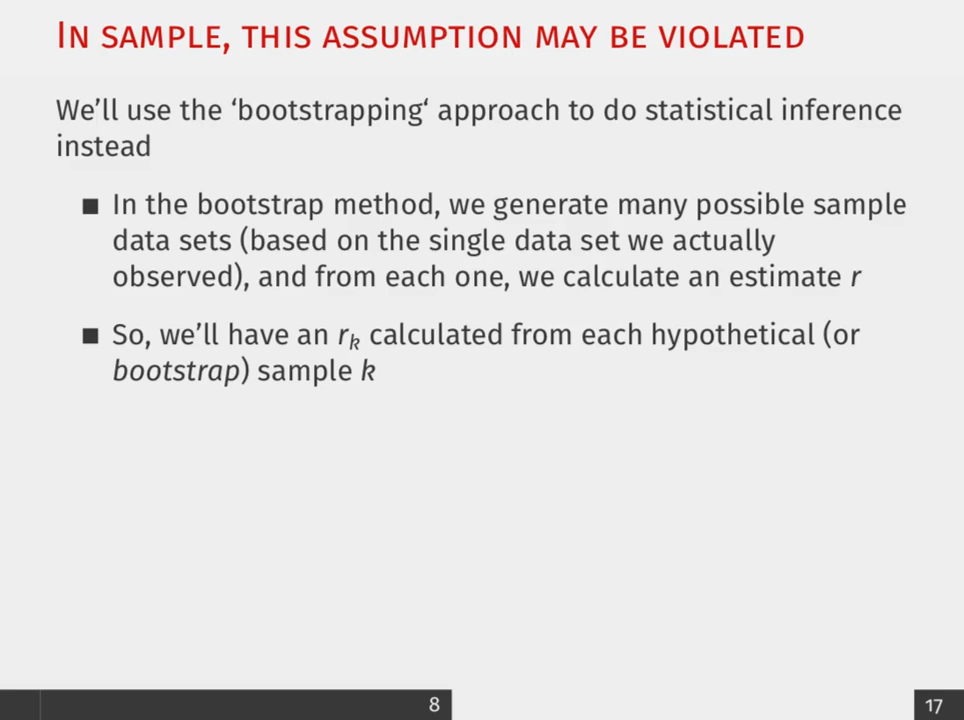 IN SAMPLE, THIS ASSUMPTION MAY BE VIOLATED
We’ll use the ‘bootstrapping‘ approach to do statistical inference
instead
■ In the bootstrap method, we generate many possible sample
data sets (based on the single data set we actually
observed), and from each one, we calculate an estimate r
■ So, we’ll have an rₖ calculated from each hypothetical (or
bootstrap) sample k
8
17